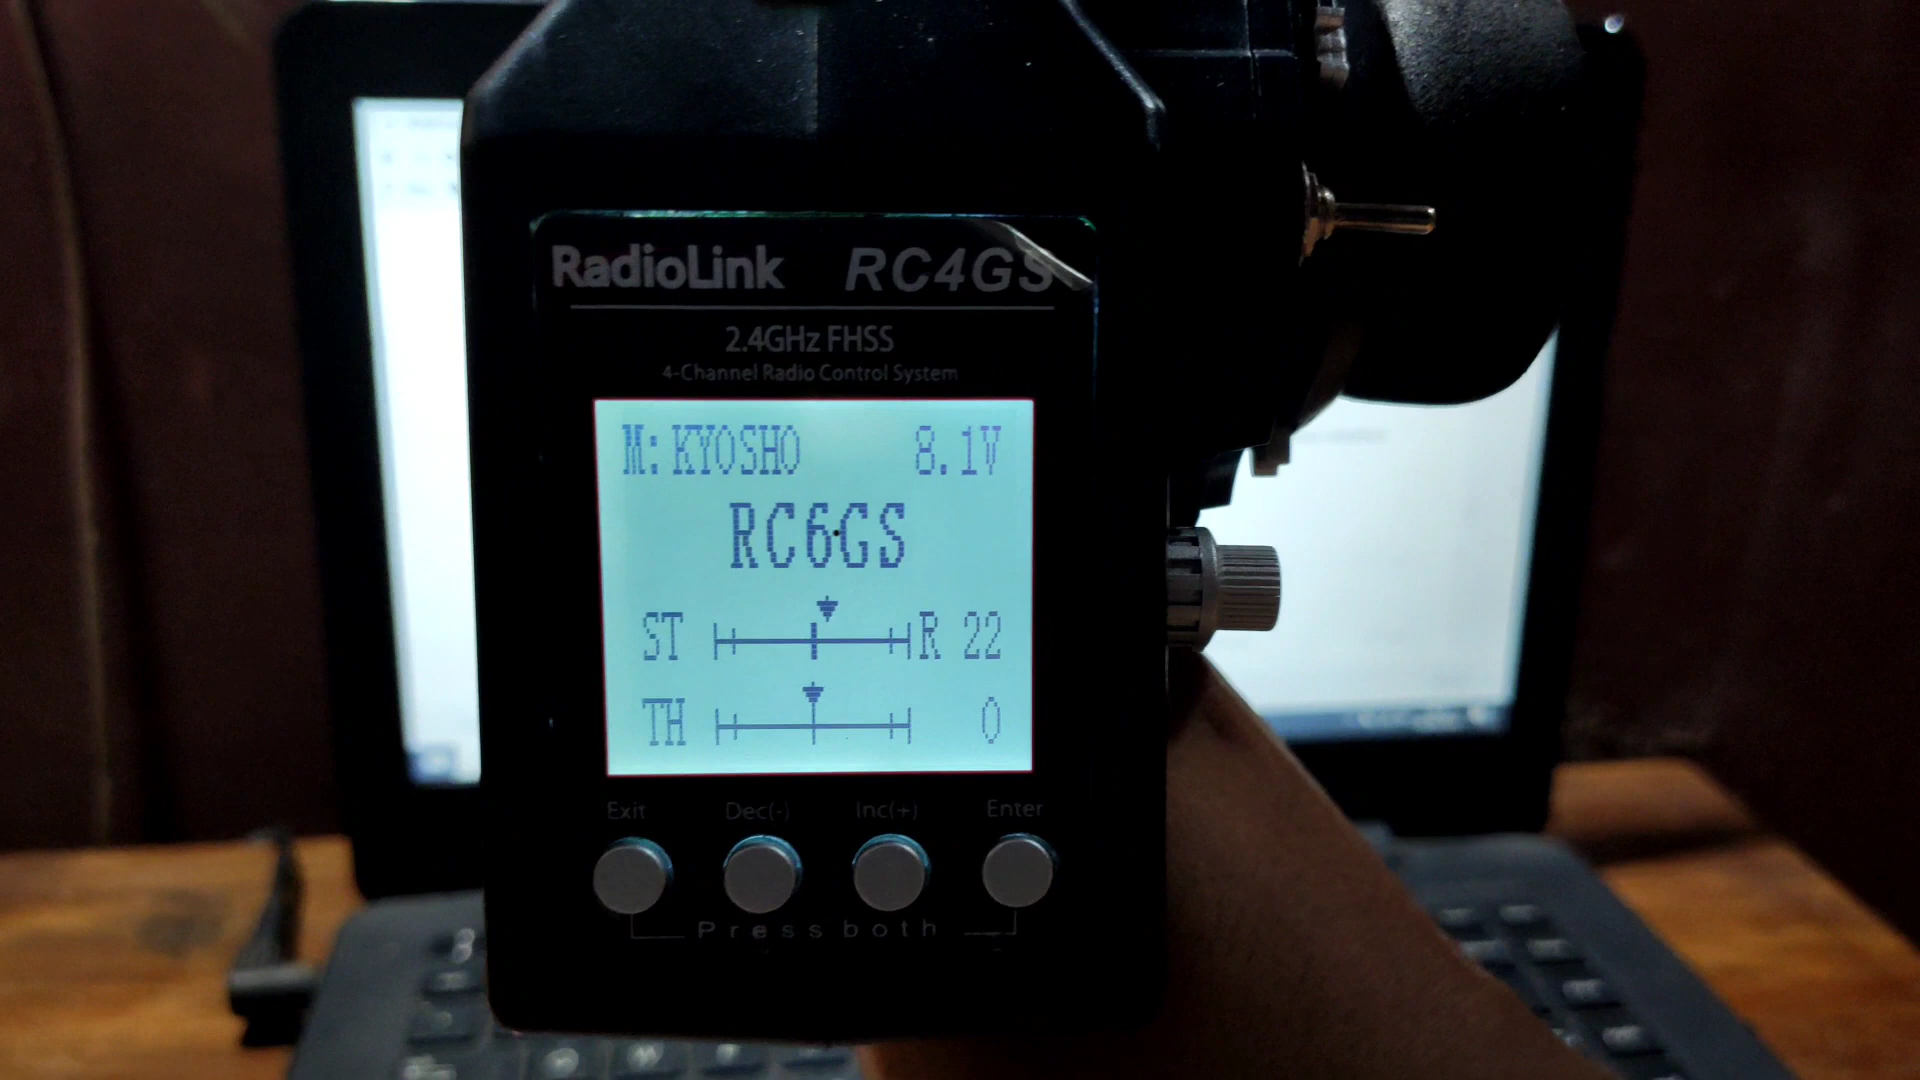 RadioLink RC4GS
2.4GHz FHSS
4-Channel Radio Control System
M:KYOSHO 8.1V
RC6GS
ST R 22
TH 0
Exit Dec(-) Inc(+) Enter
Press both